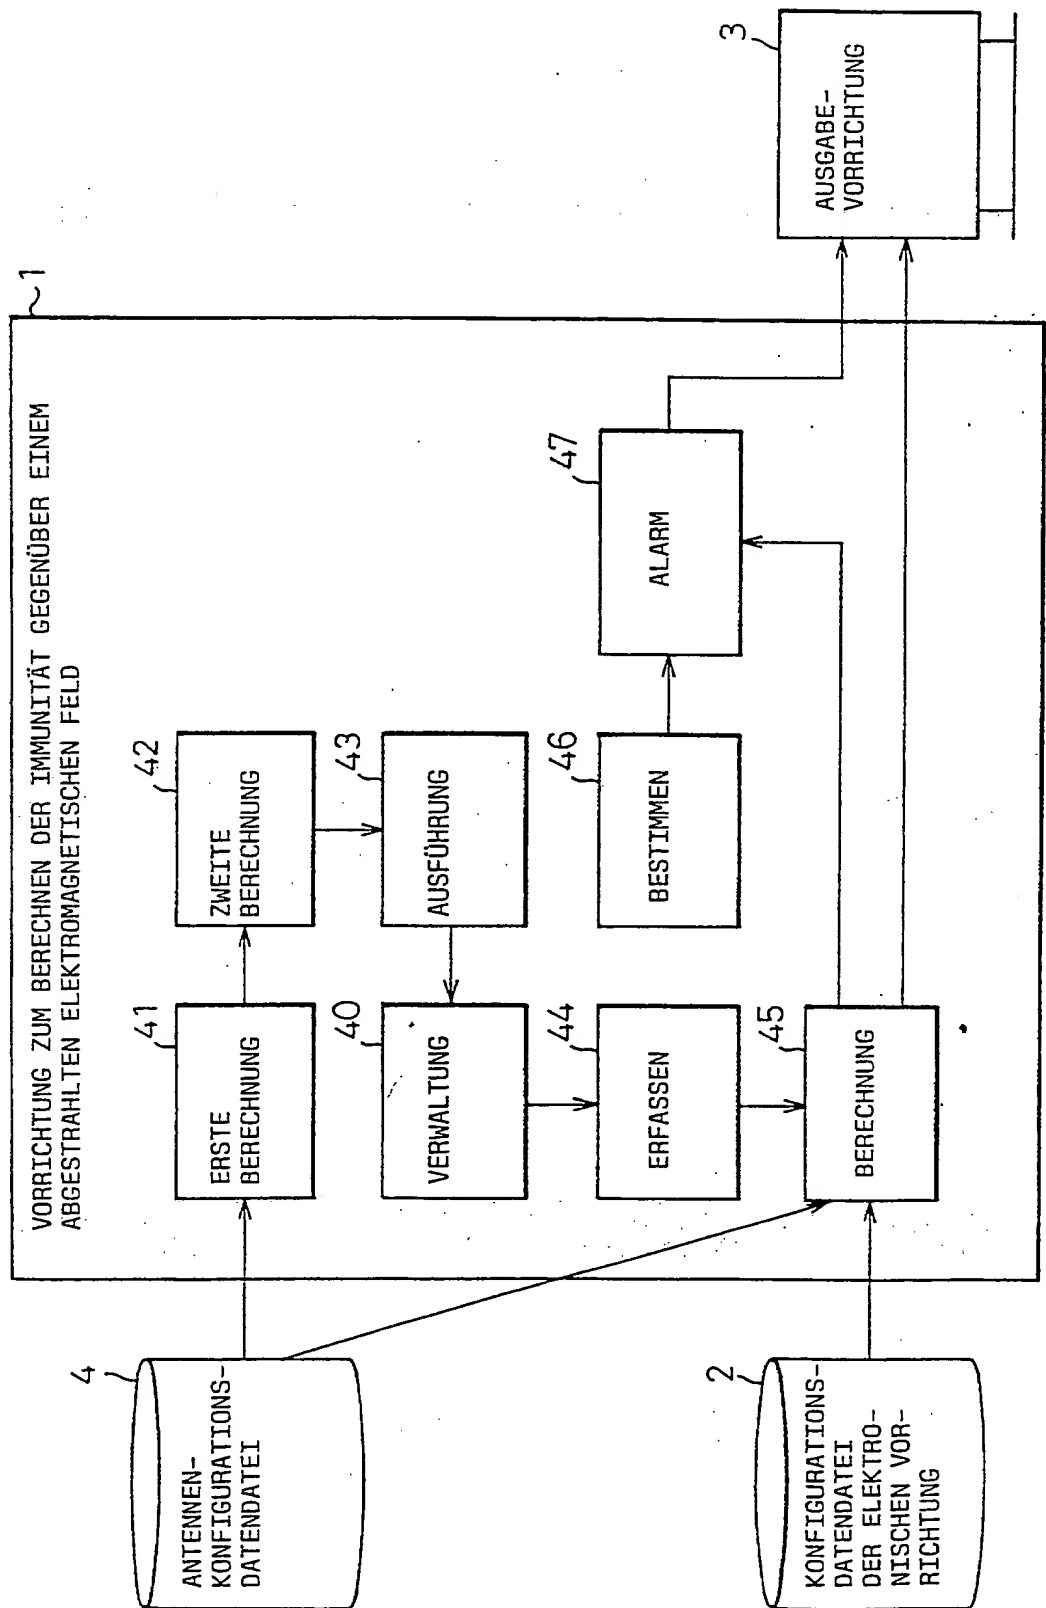 1
VORRICHTUNG ZUM BERECHNEN DER IMMUNITÄT GEGENÜBER EINEM
ABGESTRAHLTEN ELEKTROMAGNETISCHEN FELD
4
ANTENNEN-
KONFIGURATIONS-
DATENDATEI
41
ERSTE
BERECHNUNG
42
ZWEITE
BERECHNUNG
40
VERWALTUNG
43
AUSFÜHRUNG
44
ERFASSEN
46
BESTIMMEN
47
ALARM
3
AUSGABE-
VORRICHTUNG
2
KONFIGURATIONS-
DATENDATEI
DER ELEKTRO-
NISCHEN VOR-
RICHTUNG
45
BERECHNUNG